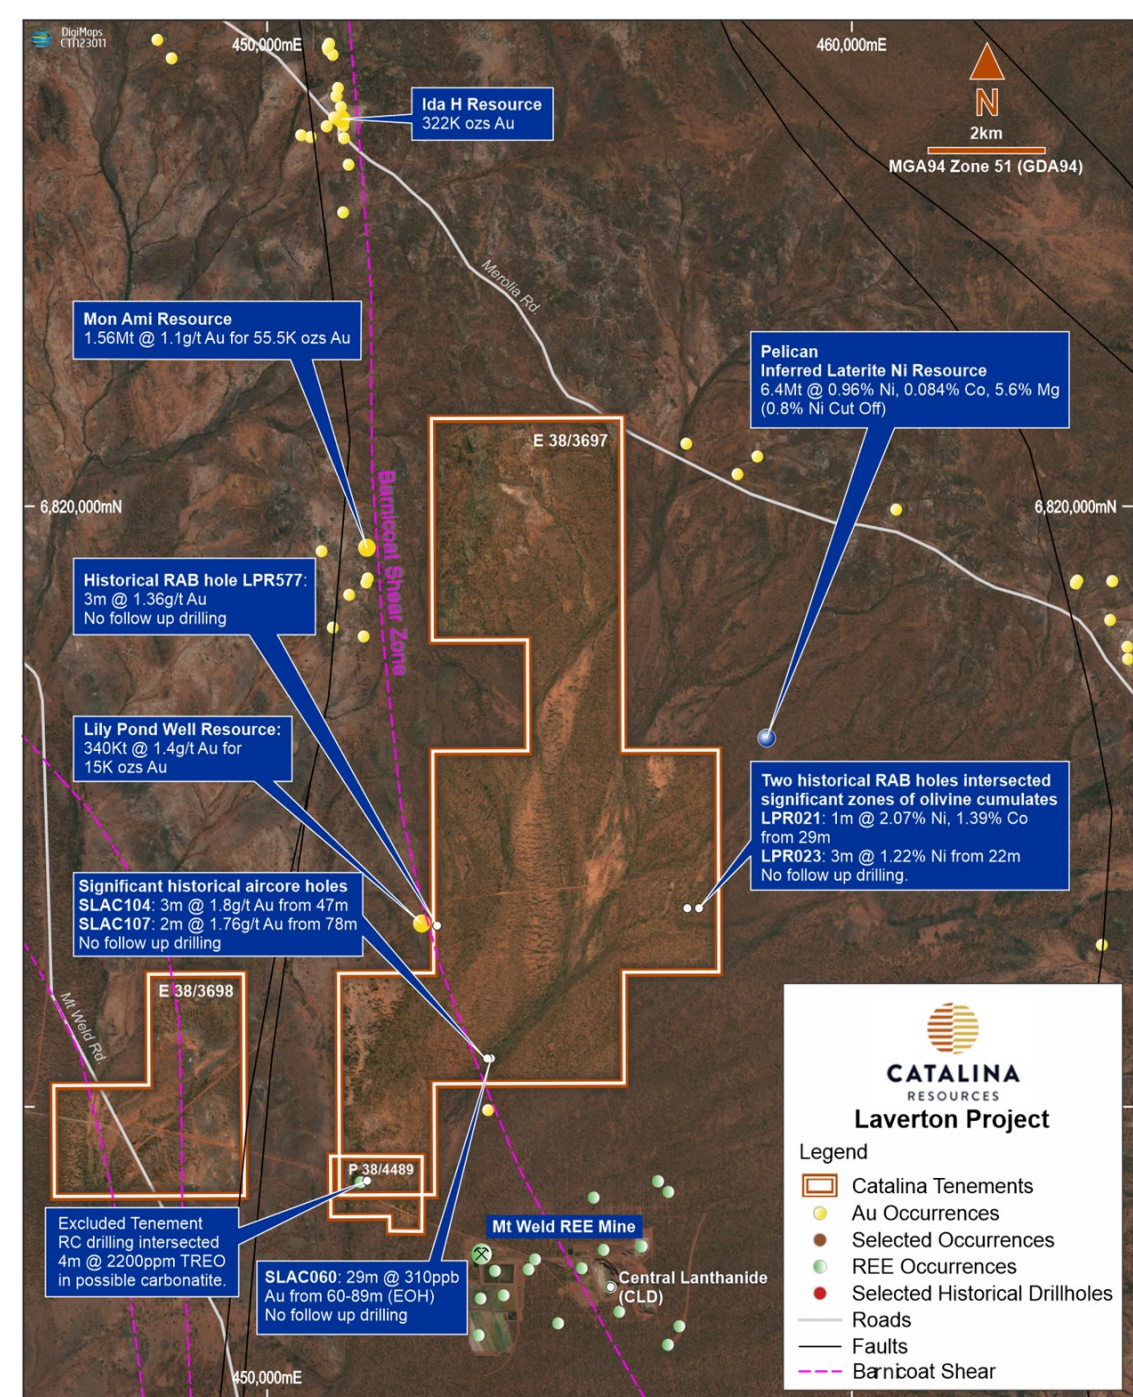 DigiMaps
CTN23011
450,000mE
460,000mE
N
2km
MGA94 Zone 51 (GDA94)
Ida H Resource
322K ozs Au
Merolia Rd.
Mon Ami Resource
1.56Mt @ 1.1g/t Au for 55.5K ozs Au
Pelican
Inferred Laterite Ni Resource
6.4Mt @ 0.96% Ni, 0.084% Co, 5.6% Mg
(0.8% Ni Cut Off)
E 38/3697
6,820,000mN
6,820,000mN
Barnicoat Shear Zone
Historical RAB hole LPR577:
3m @ 1.36g/t Au
No follow up drilling
Lily Pond Well Resource:
340Kt @ 1.4g/t Au for
15K ozs Au
Two historical RAB holes intersected
significant zones of olivine cumulates
LPR021: 1m @ 2.07% Ni, 1.39% Co
from 29m
LPR023: 3m @ 1.22% Ni from 22m
No follow up drilling.
Significant historical aircore holes
SLAC104: 3m @ 1.8g/t Au from 47m
SLAC107: 2m @ 1.76g/t Au from 78m
No follow up drilling
E 38/3698
Mt Weld Rd.
P 38/4489
Excluded Tenement
RC drilling intersected
4m @ 2200ppm TREO
in possible carbonatite.
Mt Weld REE Mine
SLAC060: 29m @ 310ppb
Au from 60-89m (EOH)
No follow up drilling
Central Lanthanide
(CLD)
450,000mE
CATALINA
RESOURCES
Laverton Project
Legend
Catalina Tenements
Au Occurrences
Selected Occurrences
REE Occurrences
Selected Historical Drillholes
Roads
Faults
Barnicoat Shear